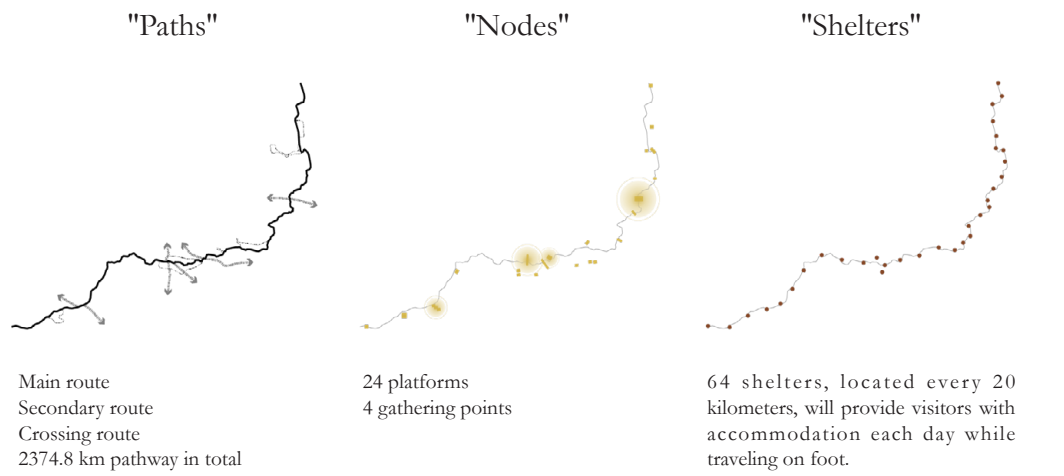 "Paths"
"Nodes"
"Shelters"
Main route
Secondary route
Crossing route
2374.8 km pathway in total
24 platforms
4 gathering points
64 shelters, located every 20
kilometers, will provide visitors with
accommodation each day while
traveling on foot.